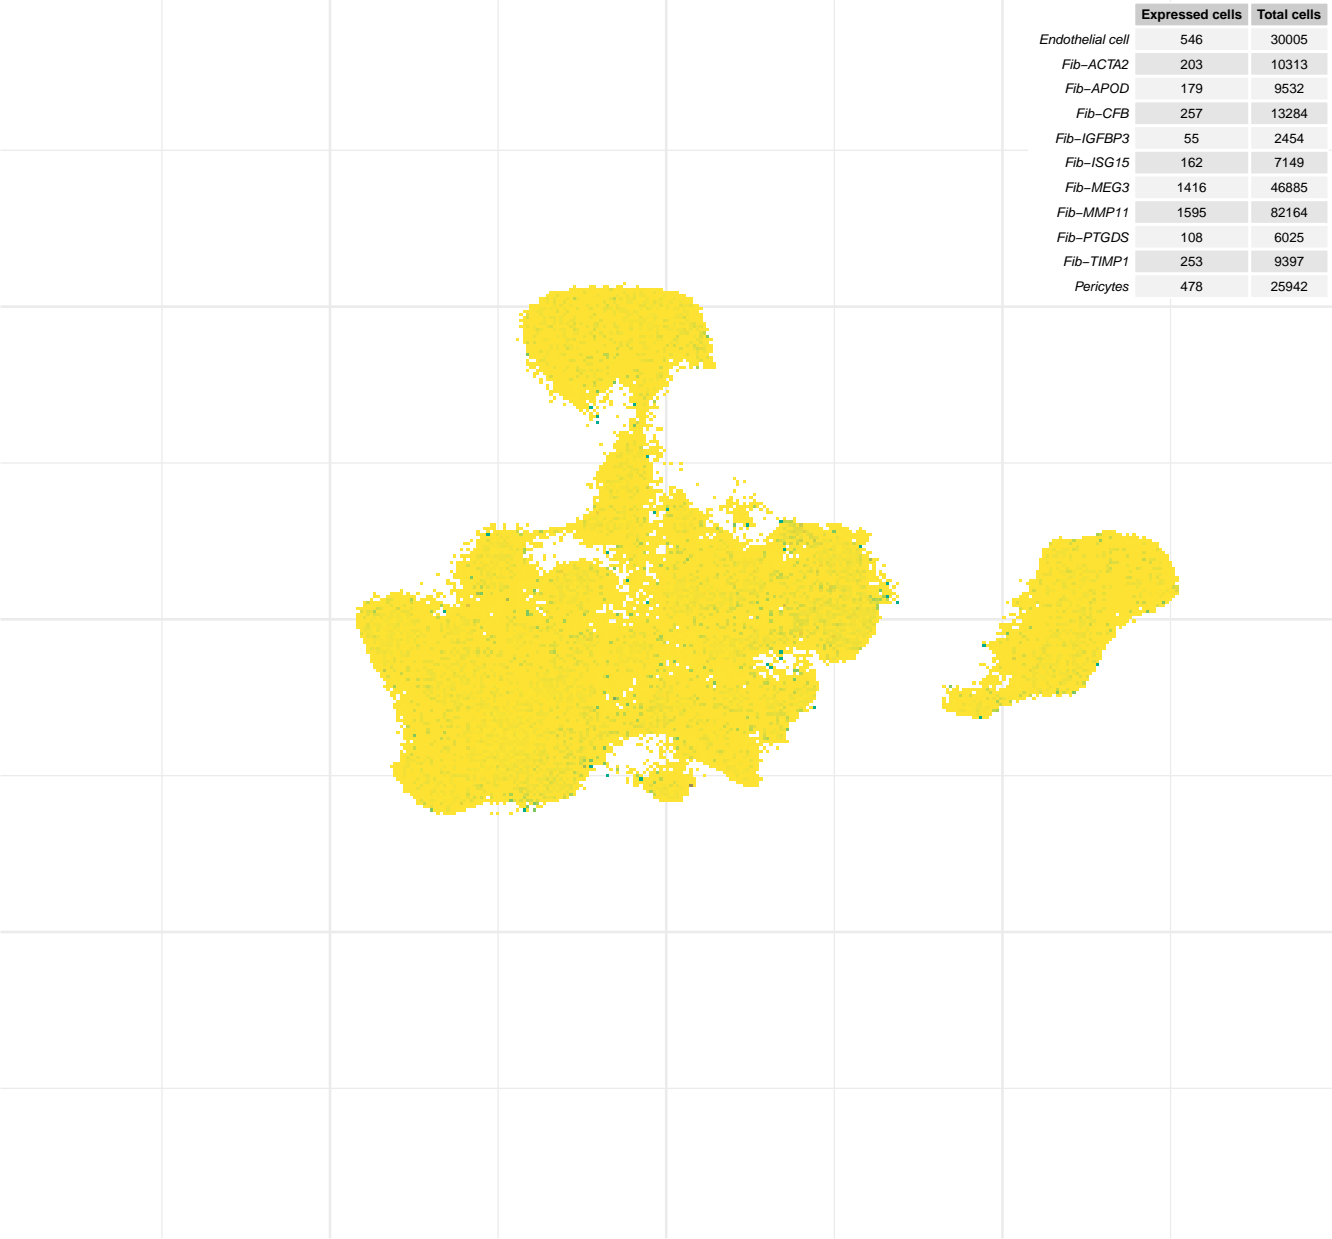 Expressed cells Total cells
Endothelial cell 546 30005
Fib−ACTA2 203 10313
Fib−APOD 179 9532
Fib−CFB 257 13284
Fib−IGFBP3 55 2454
Fib−ISG15 162 7149
Fib−MEG3 1416 46885
Fib−MMP11 1595 82164
Fib−PTGDS 108 6025
Fib−TIMP1 253 9397
Pericytes 478 25942